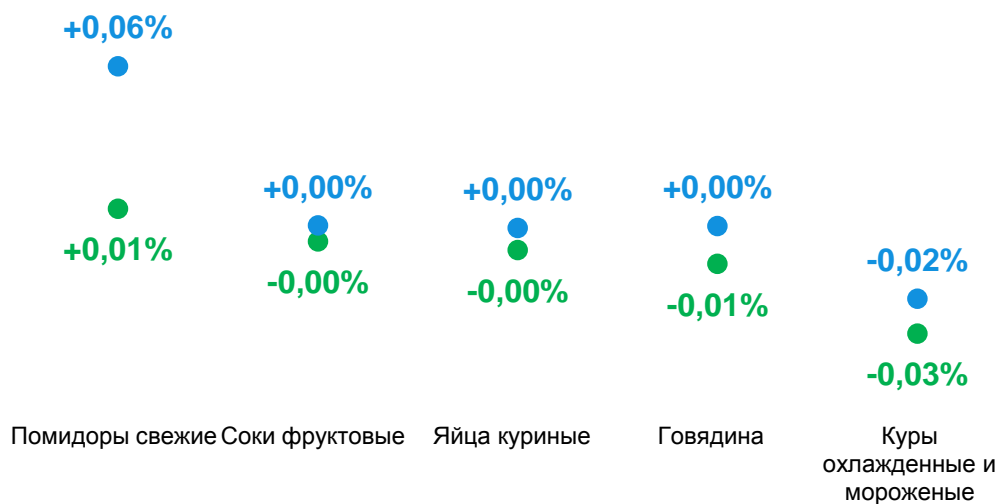 +0,06%
+0,01%
+0,00%
-0,00%
+0,00%
-0,00%
+0,00%
-0,01%
-0,02%
-0,03%
Помидоры свежие
Соки фруктовые
Яйца куриные
Говядина
Куры
охлажденные и
мороженые